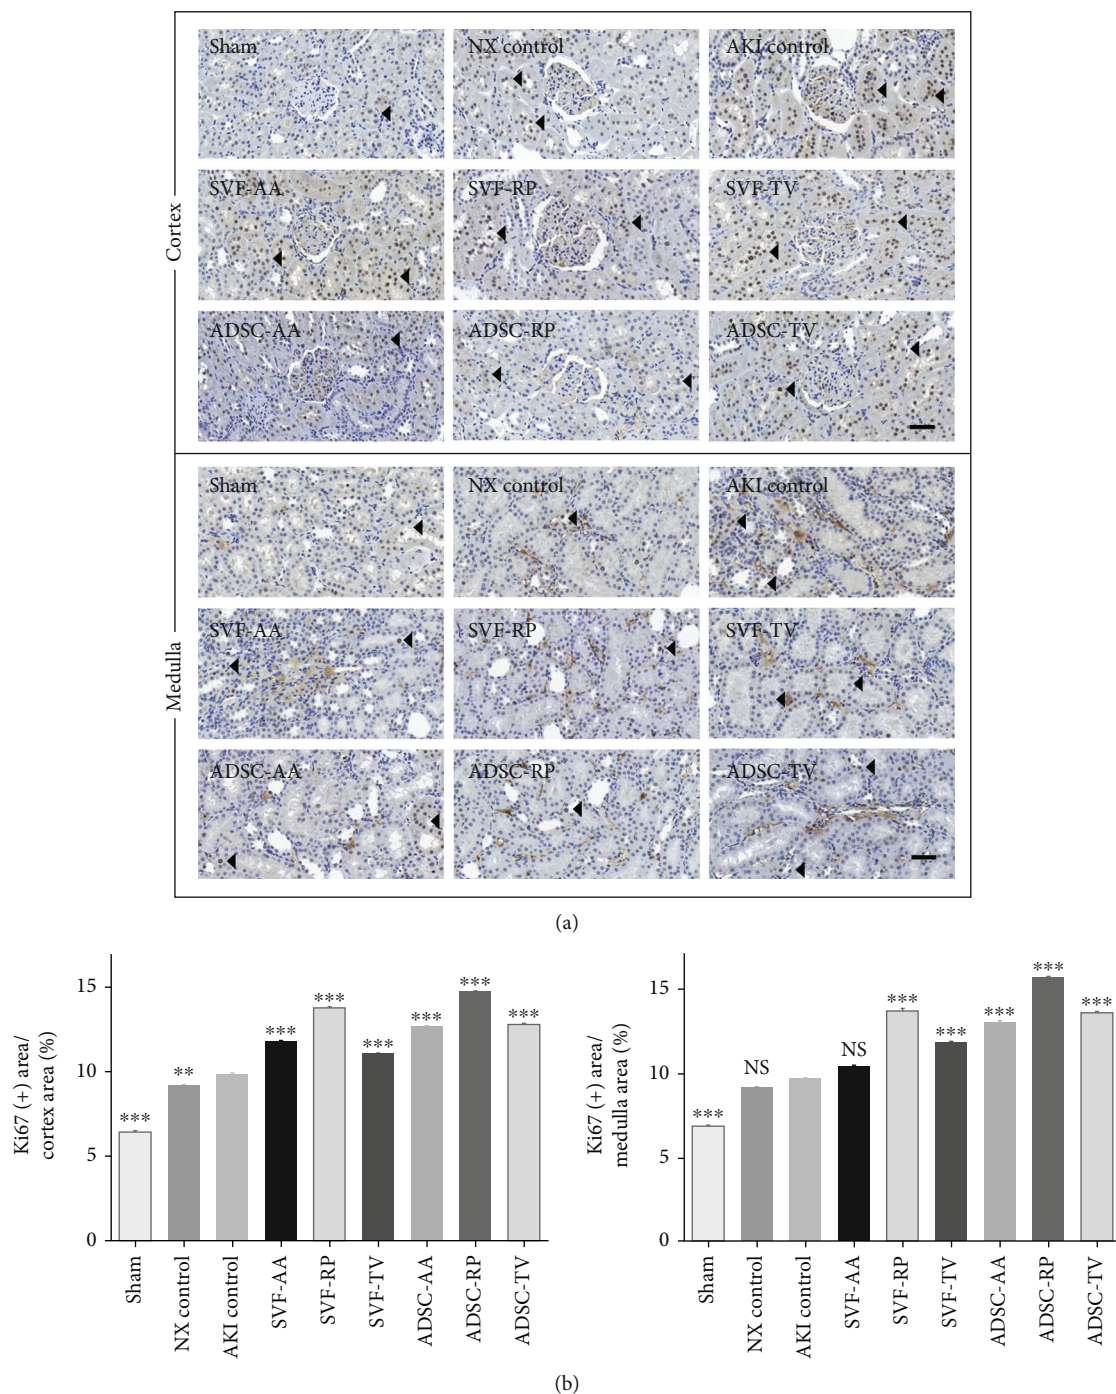 Cortex
Sham
NX control
AKI control
SVF-AA
SVF-RP
SVF-TV
ADSC-AA
ADSC-RP
ADSC-TV
Medulla
Sham
NX control
AKI control
SVF-AA
SVF-RP
SVF-TV
ADSC-AA
ADSC-RP
ADSC-TV
(a)
Ki67 (+) area/
cortex area (%)
15
10
5
0
***
**
***
***
***
***
***
***
Sham
NX control
AKI control
SVF-AA
SVF-RP
SVF-TV
ADSC-AA
ADSC-RP
ADSC-TV
Ki67 (+) area/
medulla area (%)
15
10
5
0
***
NS
NS
***
***
***
***
***
Sham
NX control
AKI control
SVF-AA
SVF-RP
SVF-TV
ADSC-AA
ADSC-RP
ADSC-TV
(b)